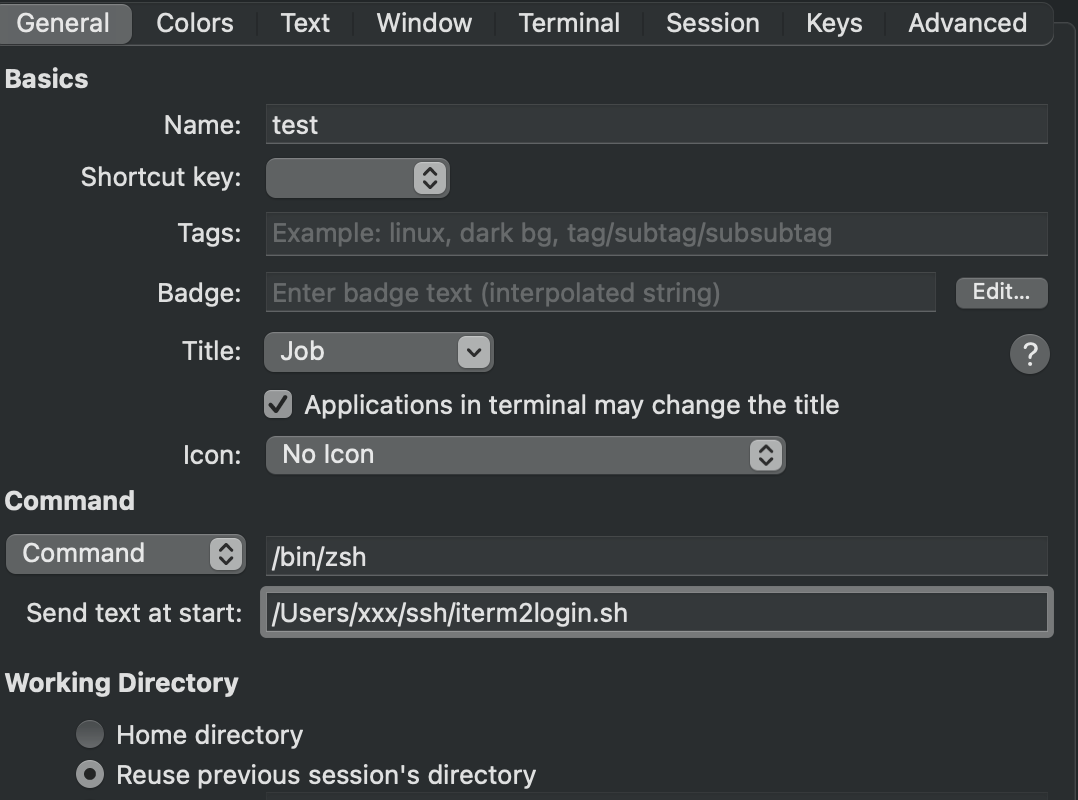 General Colors Text Window Terminal Session Keys Advanced
Basics
Name: test
Shortcut key:
Tags: Example: linux, dark bg, tag/subtag/subsubtag
Badge: Enter badge text (interpolated string) Edit...
Title: Job ?
Applications in terminal may change the title
Icon: No Icon
Command
Command /bin/zsh
Send text at start: /Users/xxx/ssh/iterm2login.sh
Working Directory
Home directory
Reuse previous session's directory